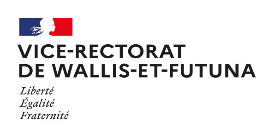 VICE-RECTORAT
DE WALLIS-ET-FUTUNA
Liberté
Égalité
Fraternité